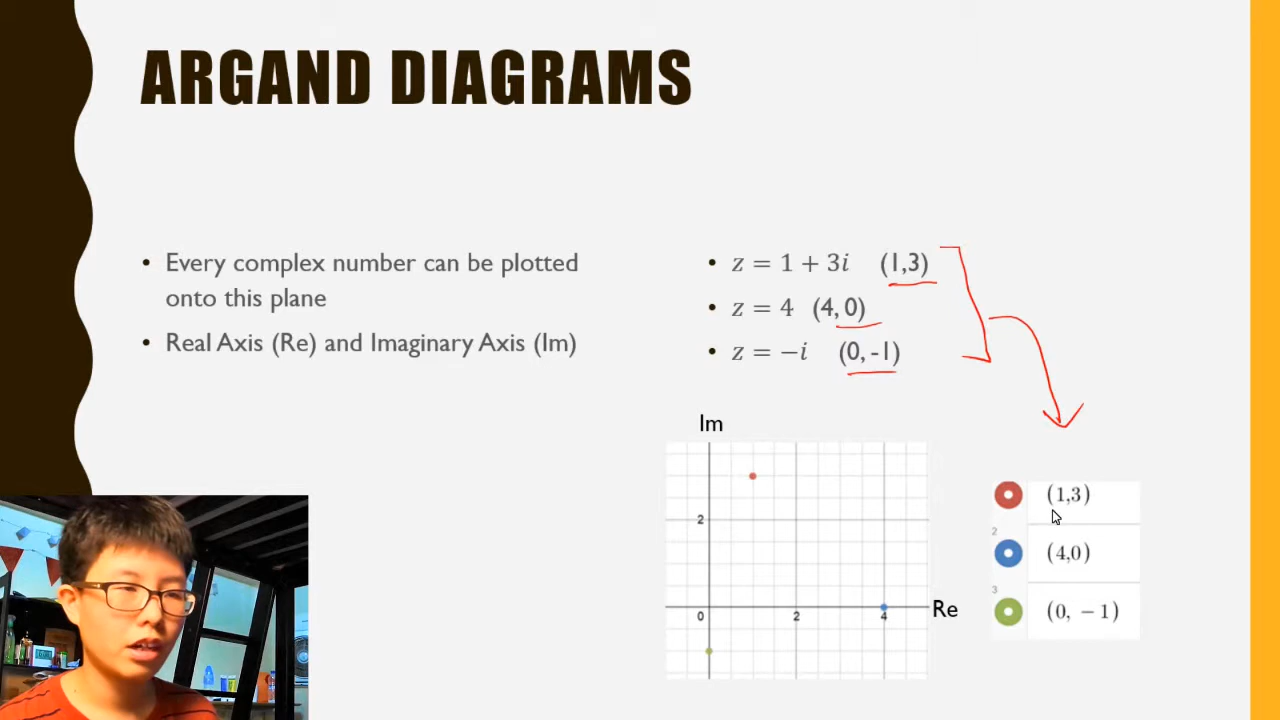 ARGAND DIAGRAMS
• Every complex number can be plotted
onto this plane
• Real Axis (Re) and Imaginary Axis (Im)
• z = 1 + 3i (1,3)
• z = 4 (4, 0)
• z = −i (0, -1)
Im
2
0 2 4
Re
(1,3)
2
(4,0)
3
(0, − 1)